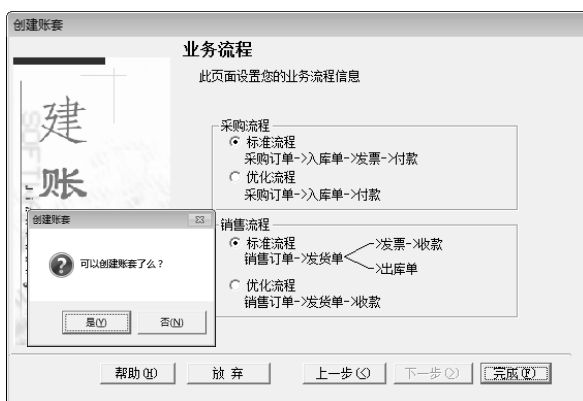 创建账套
业务流程
此页面设置您的业务流程信息
建
账
采购流程
标准流程
采购订单->入库单->发票->付款
优化流程
采购订单->入库单->付款
销售流程
标准流程
->发票->收款
销售订单->发货单
->出库单
优化流程
销售订单->发货单->收款
创建账套
可以创建账套了么？
是(Y)
否(N)
帮助(H)
放弃
上一步(<)
下一步(>)
完成(F)